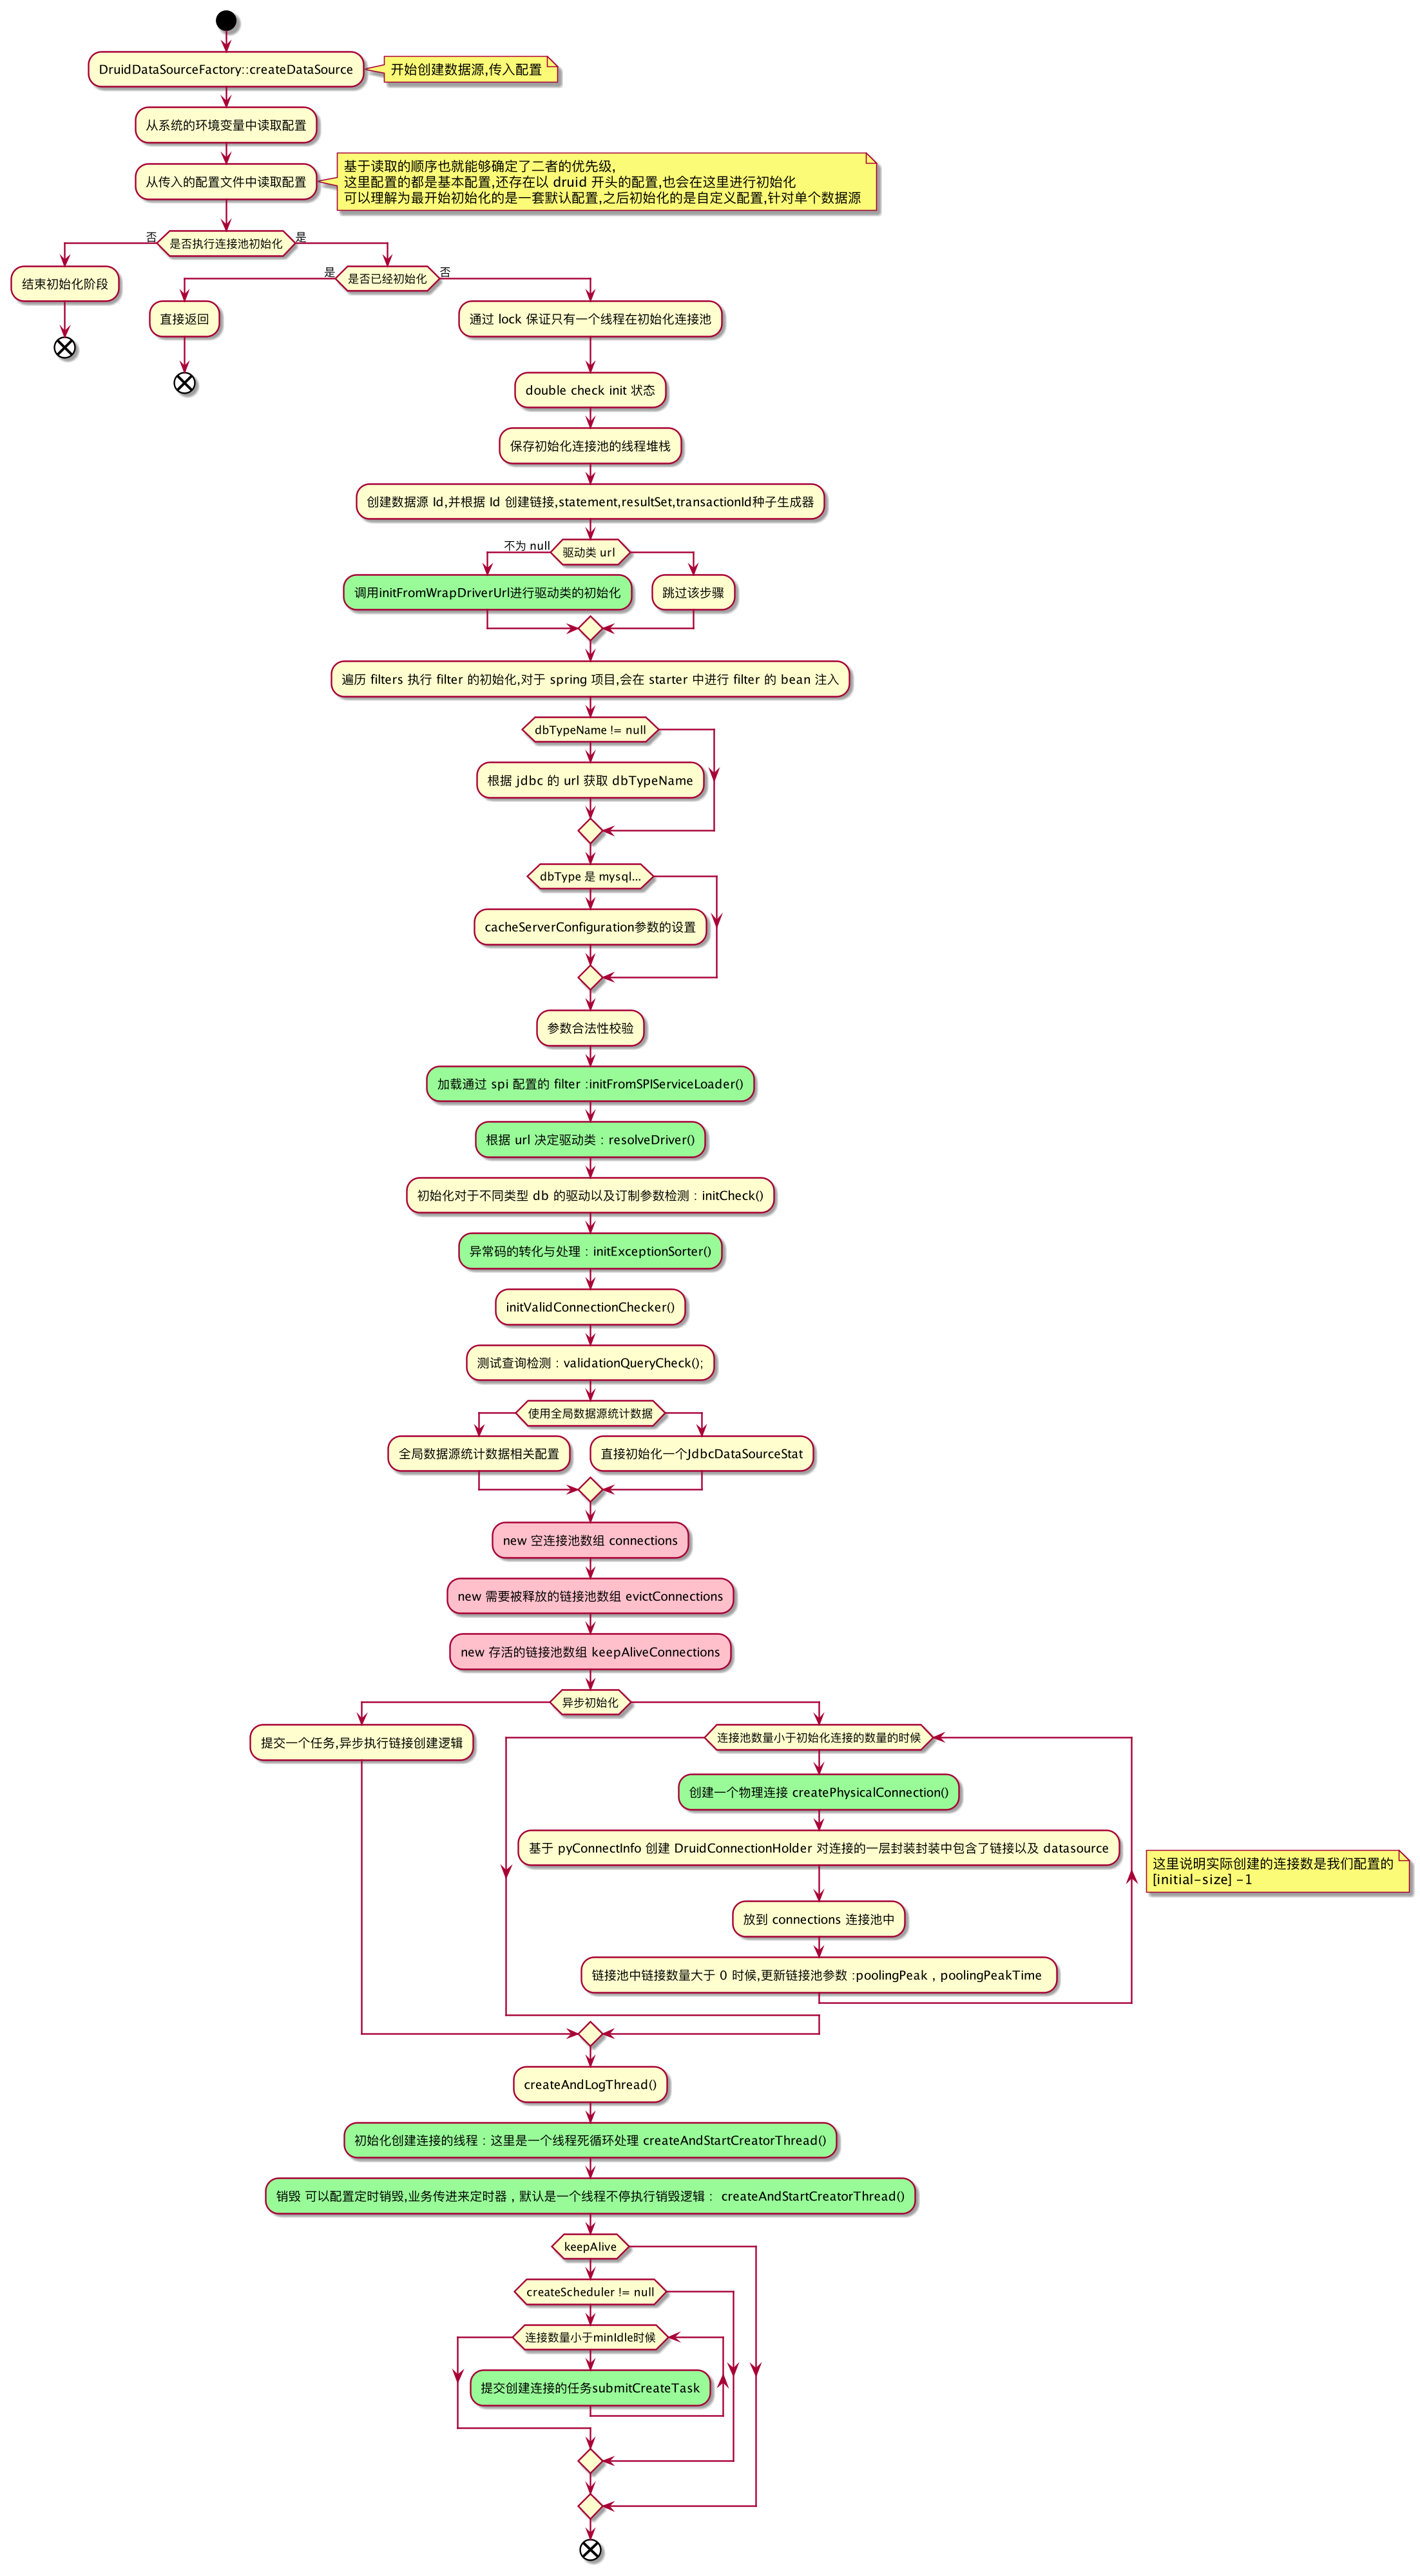 DruidDataSourceFactory::createDataSource
开始创建数据源,传入配置
从系统的环境变量中读取配置
从传入的配置文件中读取配置
基于读取的顺序也就能够确定了二者的优先级,
这里配置的都是基本配置,还存在以 druid 开头的配置,也会在这里进行初始化
可以理解为最开始初始化的是一套默认配置,之后初始化的是自定义配置,针对单个数据源
否
是否执行连接池初始化
是
结束初始化阶段
是
是否已经初始化
否
直接返回
通过 lock 保证只有一个线程在初始化连接池
double check init 状态
保存初始化连接池的线程堆栈
创建数据源 Id,并根据 Id 创建链接,statement,resultSet,transactionId种子生成器
不为 null
驱动类 url
调用initFromWrapDriverUrl进行驱动类的初始化
跳过该步骤
遍历 filters 执行 filter 的初始化,对于 spring 项目,会在 starter 中进行 filter 的 bean 注入
dbTypeName != null
根据 jdbc 的 url 获取 dbTypeName
dbType 是 mysql...
cacheServerConfiguration参数的设置
参数合法性校验
加载通过 spi 配置的 filter :initFromSPIServiceLoader()
根据 url 决定驱动类 : resolveDriver()
初始化对于不同类型 db 的驱动以及订制参数检测 : initCheck()
异常码的转化与处理 : initExceptionSorter()
initValidConnectionChecker()
测试查询检测 : validationQueryCheck();
使用全局数据源统计数据
全局数据源统计数据相关配置
直接初始化一个JdbcDataSourceStat
new 空连接池数组 connections
new 需要被释放的链接池数组 evictConnections
new 存活的链接池数组 keepAliveConnections
异步初始化
提交一个任务,异步执行链接创建逻辑
连接池数量小于初始化连接的数量的时候
创建一个物理连接 createPhysicalConnection()
基于 pyConnectInfo 创建 DruidConnectionHolder 对连接的一层封装封装中包含了链接以及 datasource
这里说明实际创建的连接数是我们配置的
[initial-size] -1
放到 connections 连接池中
链接池中链接数量大于 0 时候,更新链接池参数 :poolingPeak , poolingPeakTime
createAndLogThread()
初始化创建连接的线程 : 这里是一个线程死循环处理 createAndStartCreatorThread()
销毁 可以配置定时销毁,业务传进来定时器 , 默认是一个线程不停执行销毁逻辑 : createAndStartCreatorThread()
keepAlive
createScheduler != null
连接数量小于minIdle时候
提交创建连接的任务submitCreateTask